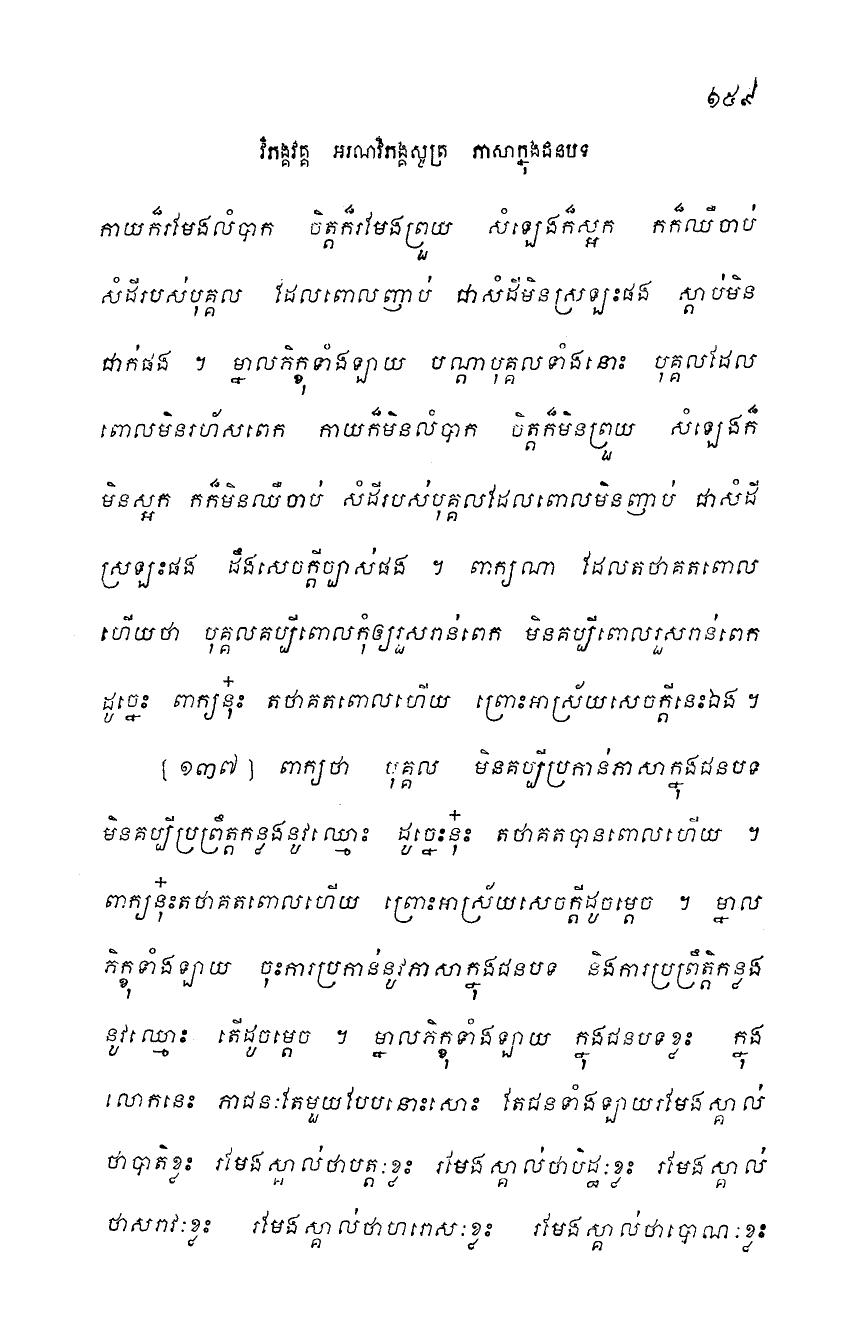 ១៥៩
វិភង្គវគ្គ អរណវិភង្គសូត្រ ភាសាក្នុងជនបទ
កាយក៏រមែងលំបាក ចិត្តក៏រមែងព្រួយ សំឡេងក៏ស្អក កក៏ឈឺចាប់
សំដីរបស់បុគ្គល ដែលពោលញាប់ ជាសំដីមិនស្រឡះផង ស្តាប់មិន
ជាក់ផង ។ ម្នាលភិក្ខុទាំងឡាយ បណ្តាបុគ្គលទាំងនោះ បុគ្គលដែល
ពោលមិនរហ័សពេក កាយក៏មិនលំបាក ចិត្តក៏មិនព្រួយ សំឡេងក៏
មិនស្អក កក៏មិនឈឺចាប់ សំដីរបស់បុគ្គលដែលពោលមិនញាប់ ជាសំដី
ស្រឡះផង ដឹងសេចក្តីច្បាស់ផង ។ ពាក្យណា ដែលតថាគតពោល
ហើយថា បុគ្គលគប្បីពោលកុំឲ្យរួសរាន់ពេក មិនគប្បីពោលរួសរាន់ពេក
ដូច្នេះ ពាក្យនុ៎ះ តថាគតពោលហើយ ព្រោះអាស្រ័យសេចក្តីនេះឯង ។
[១៣៧] ពាក្យថា បុគ្គល មិនគប្បីប្រកាន់ភាសាក្នុងជនបទ
មិនគប្បីប្រព្រឹត្តកន្លងនូវឈ្មោះ ដូច្នេះនុ៎ះ តថាគតបានពោលហើយ ។
ពាក្យនុ៎ះតថាគតពោលហើយ ព្រោះអាស្រ័យសេចក្តីដូចម្តេច ។ ម្នាល
ភិក្ខុទាំងឡាយ ចុះការប្រកាន់នូវភាសាក្នុងជនបទ និងការប្រព្រឹត្តិកន្លង
នូវឈ្មោះ តើដូចម្តេច ។ ម្នាលភិក្ខុទាំងឡាយ ក្នុងជនបទខ្លះ ក្នុង
លោកនេះ ភាជនៈតែមួយបែបនោះសោះ តែជនទាំងឡាយរមែងស្គាល់
ថាបាតិខ្លះ រមែងស្គាល់ថាបត្តៈខ្លះ រមែងស្គាល់ថាបិដ្ឋៈខ្លះ រមែងស្គាល់
ថាសរាវៈខ្លះ រមែងស្គាល់ថាហរោសៈខ្លះ រមែងស្គាល់ថាបោណៈខ្លះ